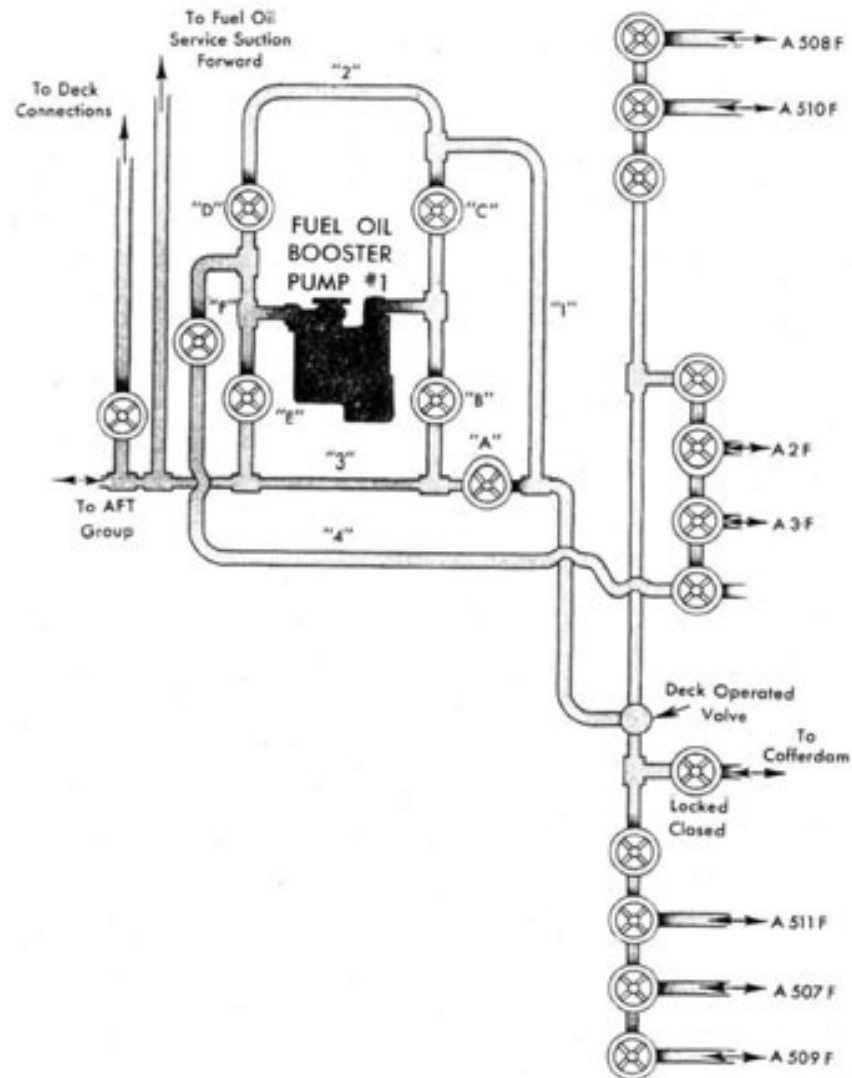 To Fuel Oil
Service Suction
Forward
To Deck
Connections
"2"
A 508 F
A 510 F
"D"
"C"
FUEL OIL
BOOSTER
PUMP #1
"F"
"1"
"E"
"B"
"A"
"3"
A 2 F
A 3 F
To AFT
Group
"4"
Deck Operated
Valve
To
Cofferdam
Locked
Closed
A 511 F
A 507 F
A 509 F